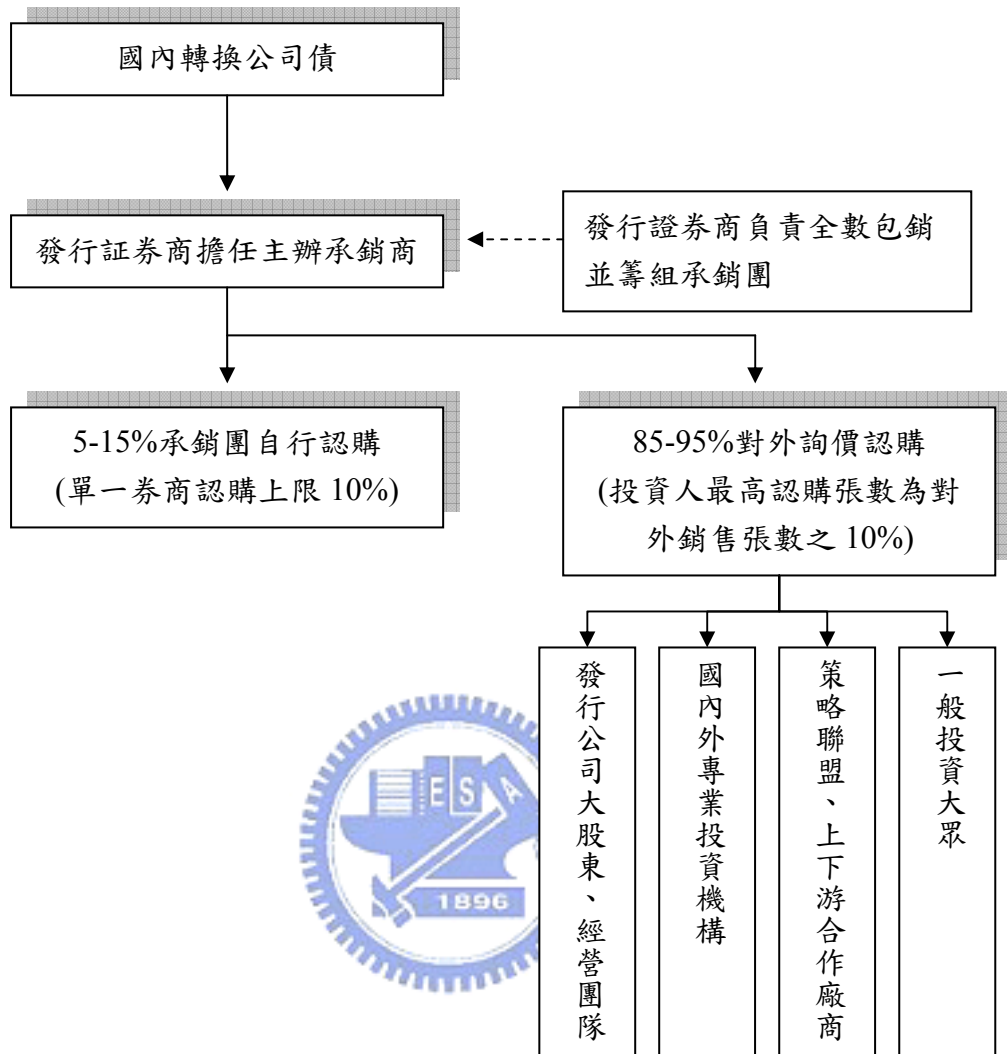 國內轉換公司債
發行証券商擔任主辦承銷商
發行證券商負責全數包銷
並籌組承銷團
5-15%承銷團自行認購
(單一券商認購上限 10%)
85-95%對外詢價認購
(投資人最高認購張數為對
外銷售張數之 10%)
發行公司大股東、經營團隊
國內外專業投資機構
策略聯盟、上下游合作廠商
一般投資大眾
E S A
1896